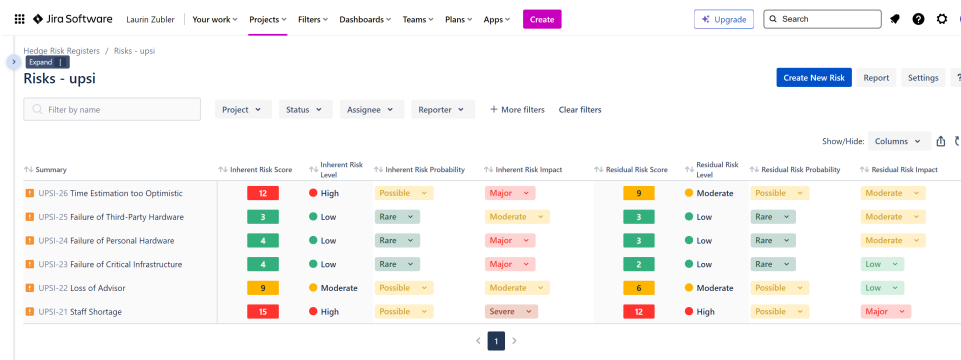 Jira Software Laurin Zubler Your work Projects Filters Dashboards Teams Plans Apps Create Upgrade Search
Hedge Risk Registers / Risks - upsi
Expand [
Risks - upsi
Create New Risk Report Settings ?
Filter by name Project Status Assignee Reporter + More filters Clear filters
Show/Hide: Columns
Summary Inherent Risk Score Inherent Risk Level Inherent Risk Probability Inherent Risk Impact Residual Risk Score Residual Risk Level Residual Risk Probability Residual Risk Impact
UPSI-26 Time Estimation too Optimistic 12 High Possible Major 9 Moderate Possible Moderate
UPSI-25 Failure of Third-Party Hardware 3 Low Rare Moderate 3 Low Rare Moderate
UPSI-24 Failure of Personal Hardware 4 Low Rare Major 3 Low Rare Moderate
UPSI-23 Failure of Critical Infrastructure 4 Low Rare Major 2 Low Rare Low
UPSI-22 Loss of Advisor 9 Moderate Possible Moderate 6 Moderate Possible Low
UPSI-21 Staff Shortage 15 High Possible Severe 12 High Possible Major
1